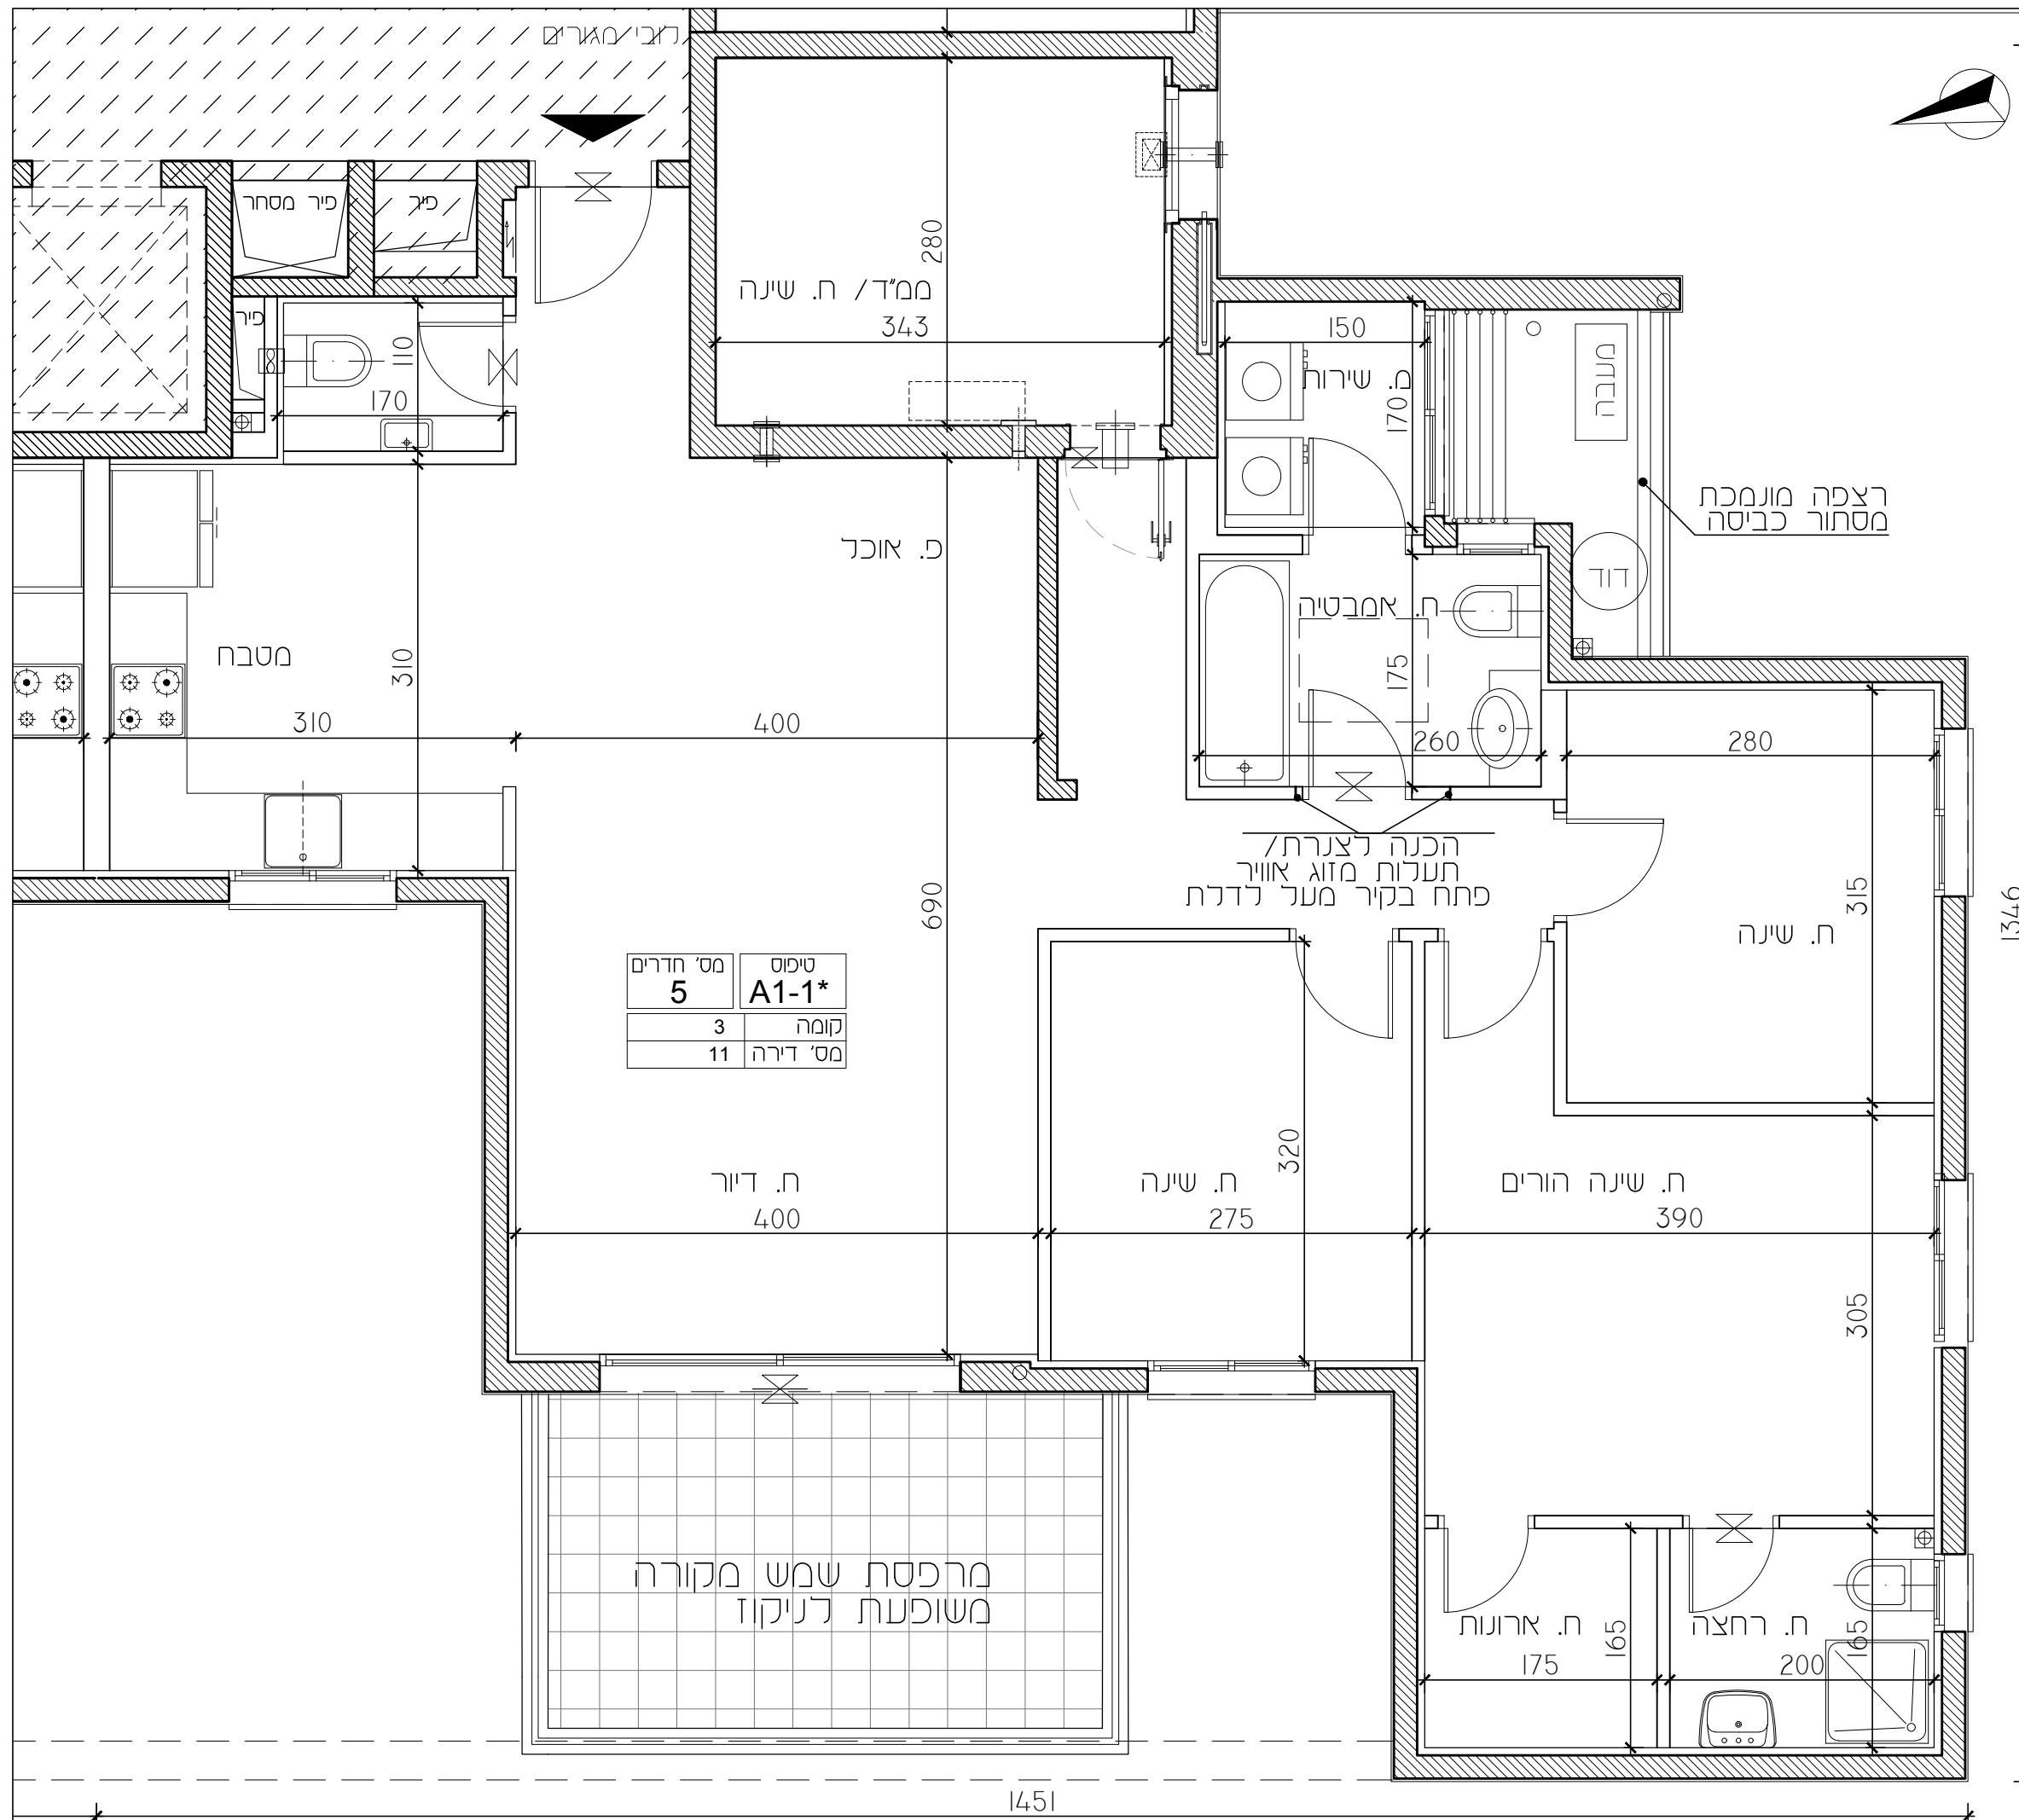 לובי מגורים
פיר מסחר
פיר
פיר
280
ממ"ד/ ח. שינה
343
150
מ. שירות
170
110
170
רצפה מונמכת
מסתור כביסה
דוד
פ. אוכל
ח. אמבטיה
175
260
280
מטבח
310
310
400
הכנה לצנרת/
תעלות מזוג אוויר
פתח בקיר מעל לדלת
315
ח. שינה
1346
690
טיפוס
A1-1*
מס' חדרים
5
קומה
3
מס' דירה
11
320
ח. דיור
400
ח. שינה
275
ח. שינה הורים
390
305
מרפסת שמש מקורה
משופעת לניקוז
ח. ארונות
165
175
ח. רחצה
165
200
1451